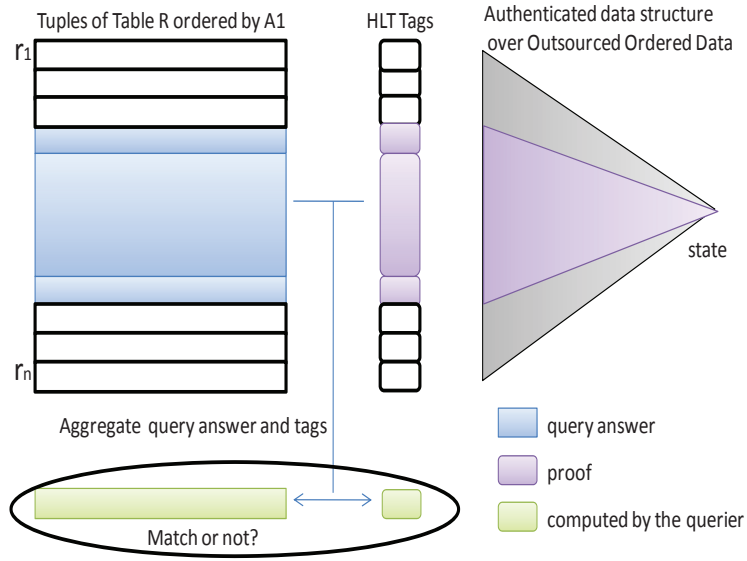 Tuples of Table R ordered by A1
HLT Tags
Authenticated data structure
over Outsourced Ordered Data
r1
rn
state
Aggregate query answer and tags
query answer
proof
computed by the querier
Match or not?